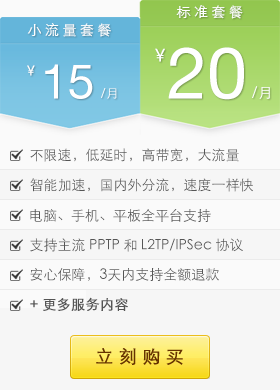 小流量套餐
¥15/月
标准套餐
¥20/月
不限速，低延时，高带宽，大流量
智能加速，国内外分流，速度一样快
电脑、手机、平板全平台支持
支持主流 PPTP 和 L2TP/IPSec 协议
安心保障，3天内支持全额退款
+ 更多服务内容
立刻购买